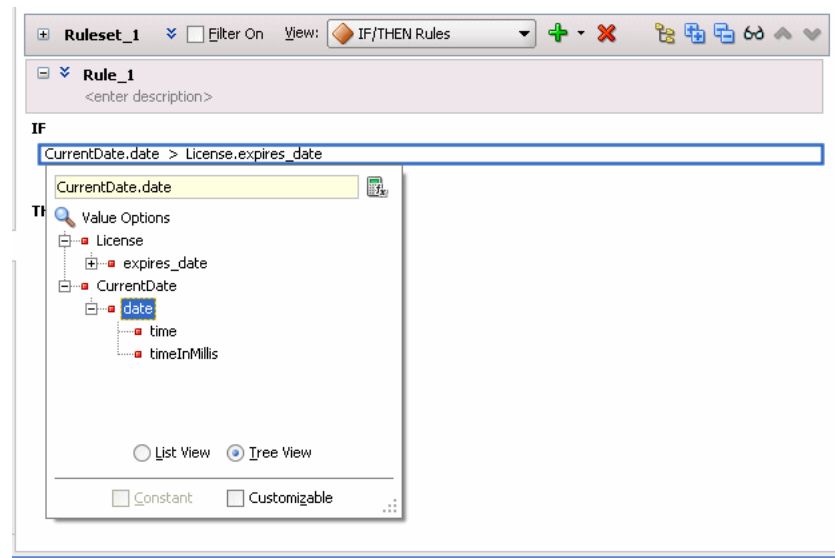 Ruleset_1 Filter On View: IF/THEN Rules
Rule_1
<enter description>
IF
CurrentDate.date > License.expires_date
CurrentDate.date
Value Options
License
expires_date
CurrentDate
date
time
timeInMillis
List View Tree View
Constant Customizable